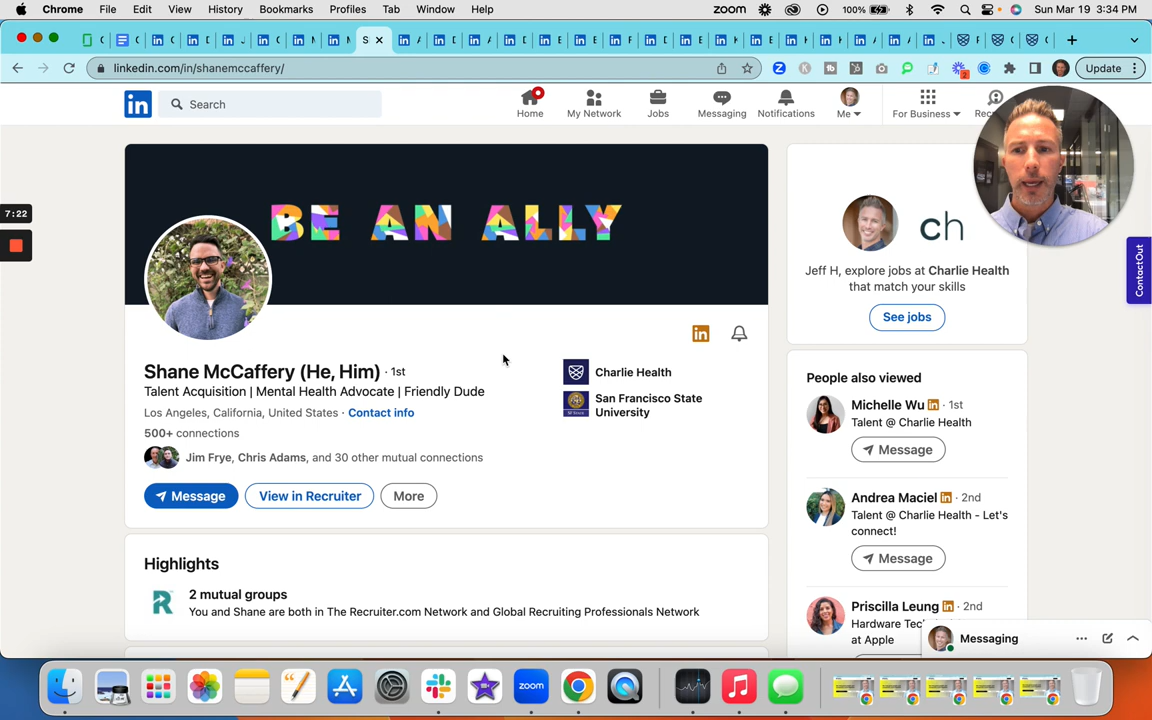 Chrome File Edit View History Bookmarks Profiles Tab Window Help zoom 100% Sun Mar 19 3:34 PM
linkedin.com/in/shanemccaffery/ Update
in Search Home My Network Jobs Messaging Notifications Me For Business
7:22
BE AN ALLY
ch
Jeff H, explore jobs at Charlie Health
that match your skills
See jobs
ContactOut
Shane McCaffery (He, Him) · 1st
Talent Acquisition | Mental Health Advocate | Friendly Dude
Los Angeles, California, United States · Contact info
500+ connections
Jim Frye, Chris Adams, and 30 other mutual connections
Message View in Recruiter More
in
Charlie Health
San Francisco State
University
Highlights
2 mutual groups
You and Shane are both in The Recruiter.com Network and Global Recruiting Professionals Network
People also viewed
Michelle Wu in · 1st
Talent @ Charlie Health
Message
Andrea Maciel in · 2nd
Talent @ Charlie Health - Let's
connect!
Message
Priscilla Leung in · 2nd
Hardware
at Apple
Messaging
zoom